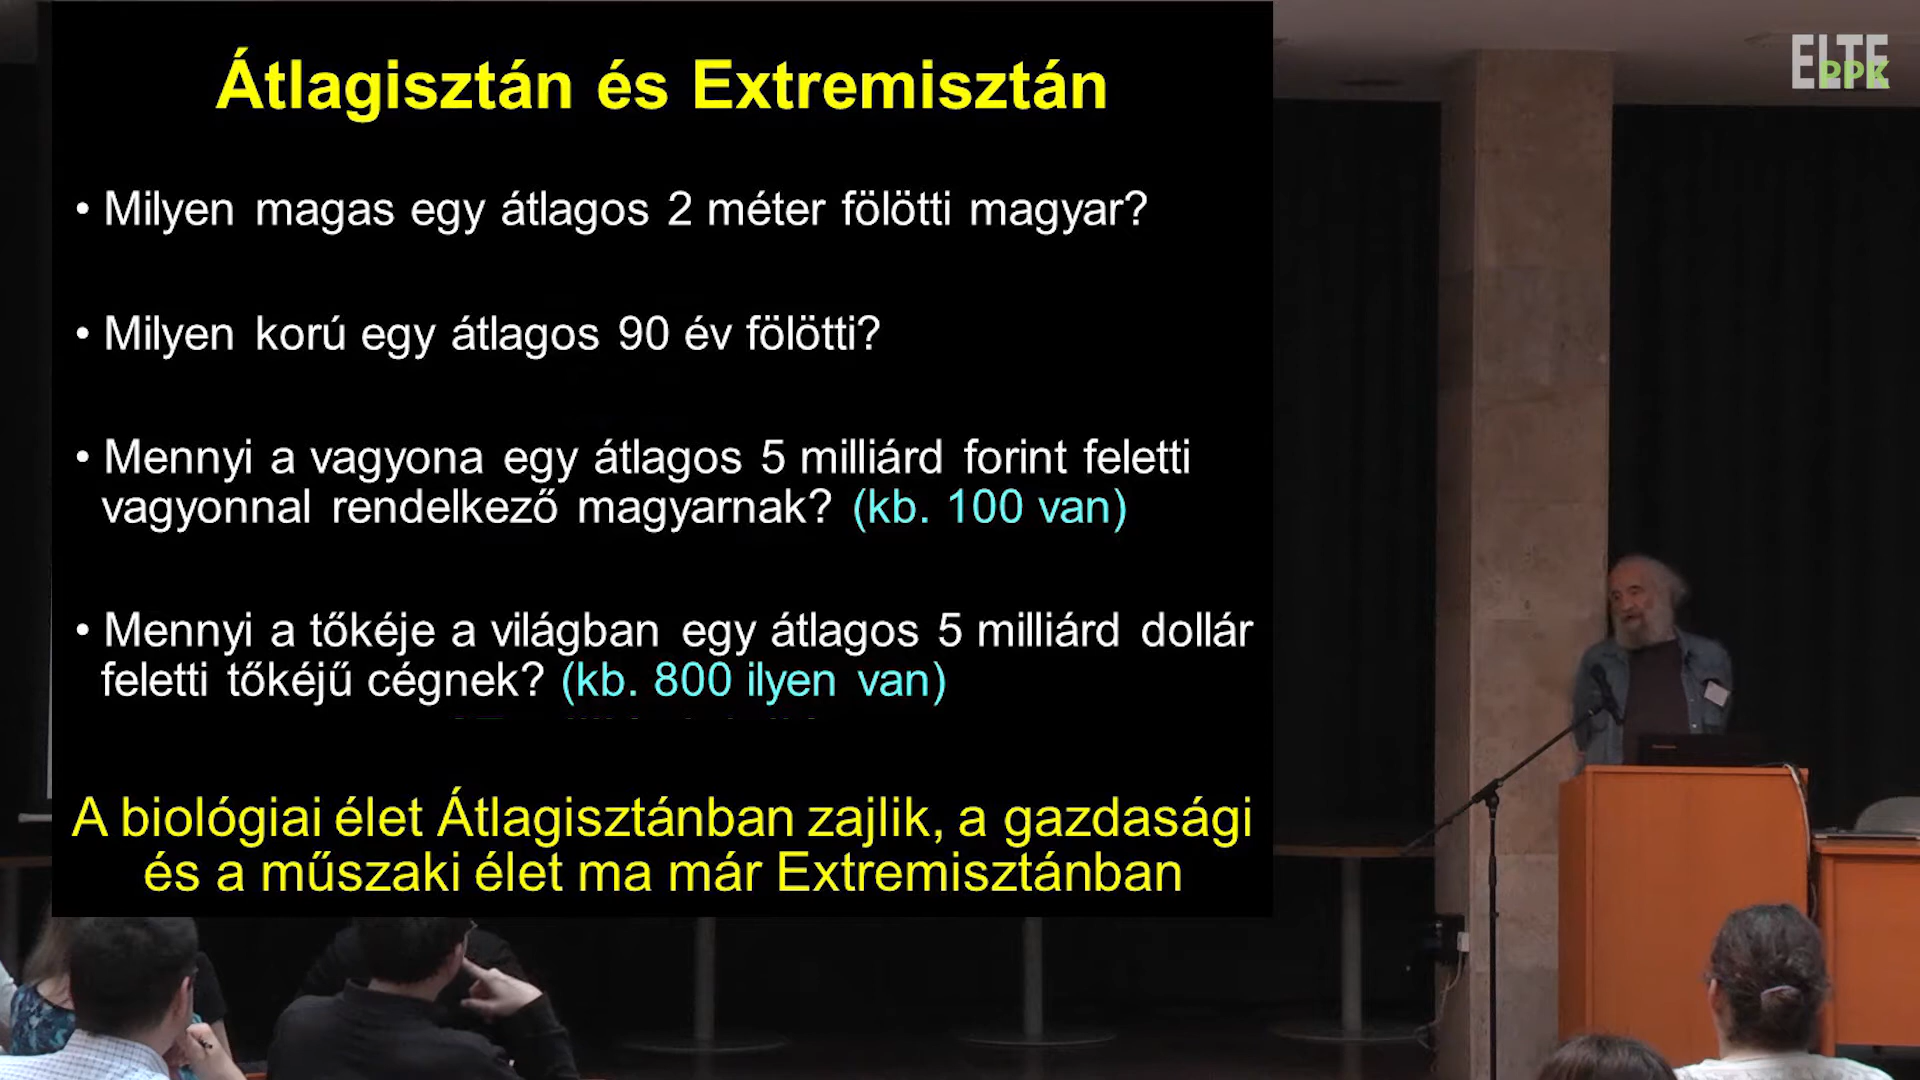 Átlagisztán és Extremisztán
• Milyen magas egy átlagos 2 méter fölötti magyar?
• Milyen korú egy átlagos 90 év fölötti?
• Mennyi a vagyona egy átlagos 5 milliárd forint feletti
vagyonnal rendelkező magyarnak? (kb. 100 van)
• Mennyi a tőkéje a világban egy átlagos 5 milliárd dollár
feletti tőkéjű cégnek? (kb. 800 ilyen van)
A biológiai élet Átlagisztánban zajlik, a gazdasági
és a műszaki élet ma már Extremisztánban
ELTE
PPK